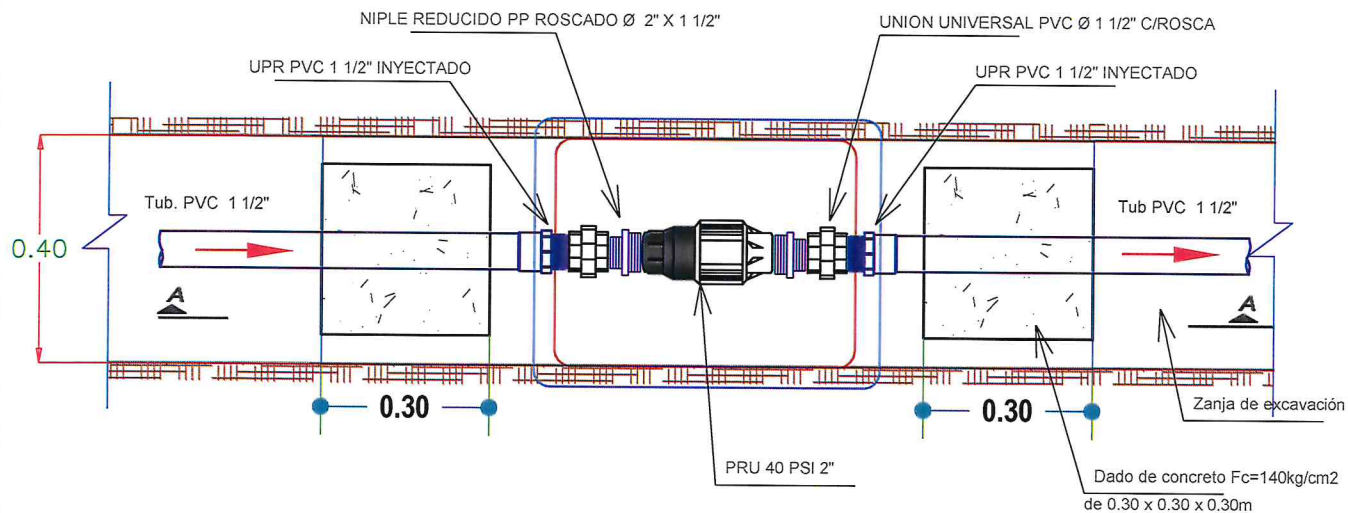 NIPLE REDUCIDO PP ROSCADO Ø 2" X 1 1/2"
UNION UNIVERSAL PVC Ø 1 1/2" C/ROSCA
UPR PVC 1 1/2" INYECTADO
UPR PVC 1 1/2" INYECTADO
Tub. PVC 1 1/2"
Tub PVC 1 1/2"
0.40
A
A
0.30
0.30
Zanja de excavación
PRU 40 PSI 2"
Dado de concreto Fc=140kg/cm2
de 0.30 x 0.30 x 0.30m